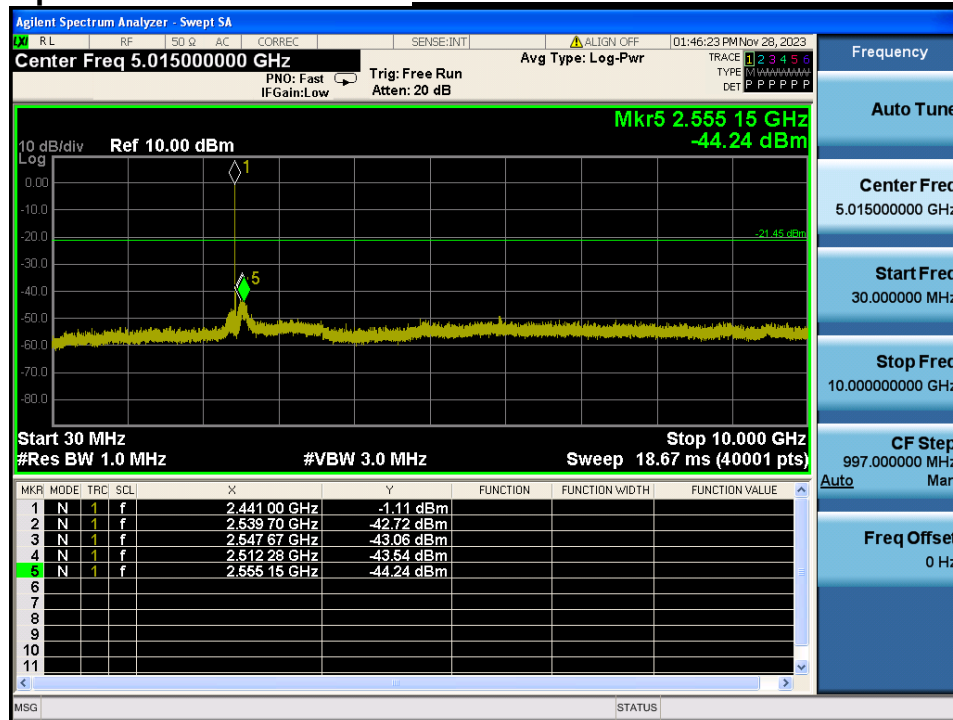 Agilent Spectrum Analyzer - Swept SA
LXI RL RF 50 Ω AC CORREC SENSE:INT ALIGN OFF 01:46:23 PM Nov 28, 2023
Center Freq 5.015000000 GHz
PNO: Fast
IFGain:Low
Trig: Free Run
Atten: 20 dB
Avg Type: Log-Pwr
TRACE 1 2 3 4 5 6
TYPE M WWWWW
DET P P P P P P
Mkr5 2.555 15 GHz
-44.24 dBm
10 dB/div Ref 10.00 dBm
Log
0.00
-10.0
-20.0
-30.0
-40.0
-50.0
-60.0
-70.0
-80.0
1
-21.45 dBm
5
Start 30 MHz Stop 10.000 GHz
#Res BW 1.0 MHz #VBW 3.0 MHz Sweep 18.67 ms (40001 pts)
MKR MODE TRC SCL X Y FUNCTION FUNCTION WIDTH FUNCTION VALUE
1 N 1 f 2.441 00 GHz -1.11 dBm
2 N 1 f 2.539 70 GHz -42.72 dBm
3 N 1 f 2.547 67 GHz -43.06 dBm
4 N 1 f 2.512 28 GHz -43.54 dBm
5 N 1 f 2.555 15 GHz -44.24 dBm
6
7
8
9
10
11
MSG STATUS
Frequency
Auto Tune
Center Freq
5.015000000 GHz
Start Freq
30.000000 MHz
Stop Freq
10.000000000 GHz
CF Step
997.000000 MHz
Auto Man
Freq Offset
0 Hz